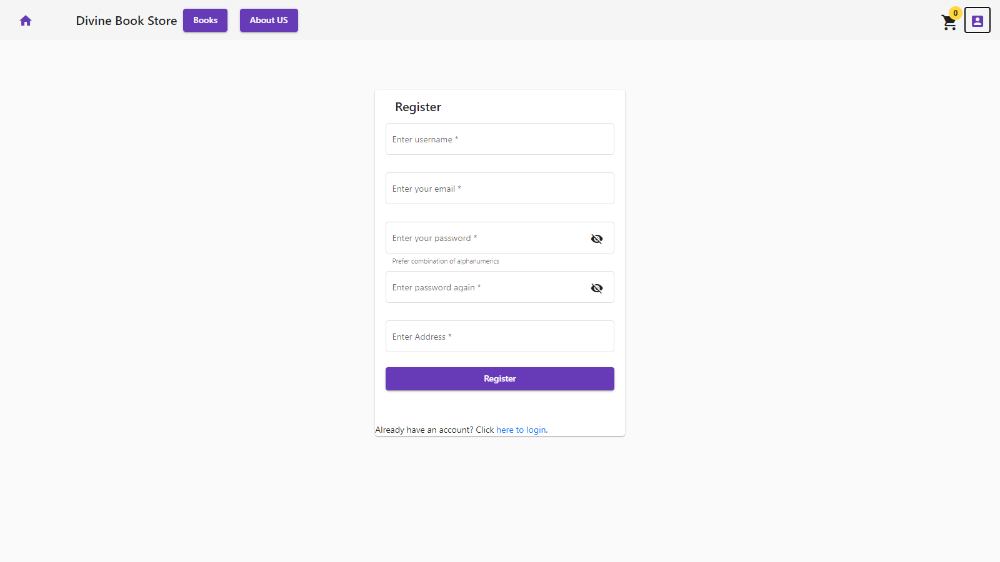 Divine Book Store Books About US 0
Register
Enter username *
Enter your email *
Enter your password *
Prefer combination of alphanumerics
Enter password again *
Enter Address *
Register
Already have an account? Click here to login.